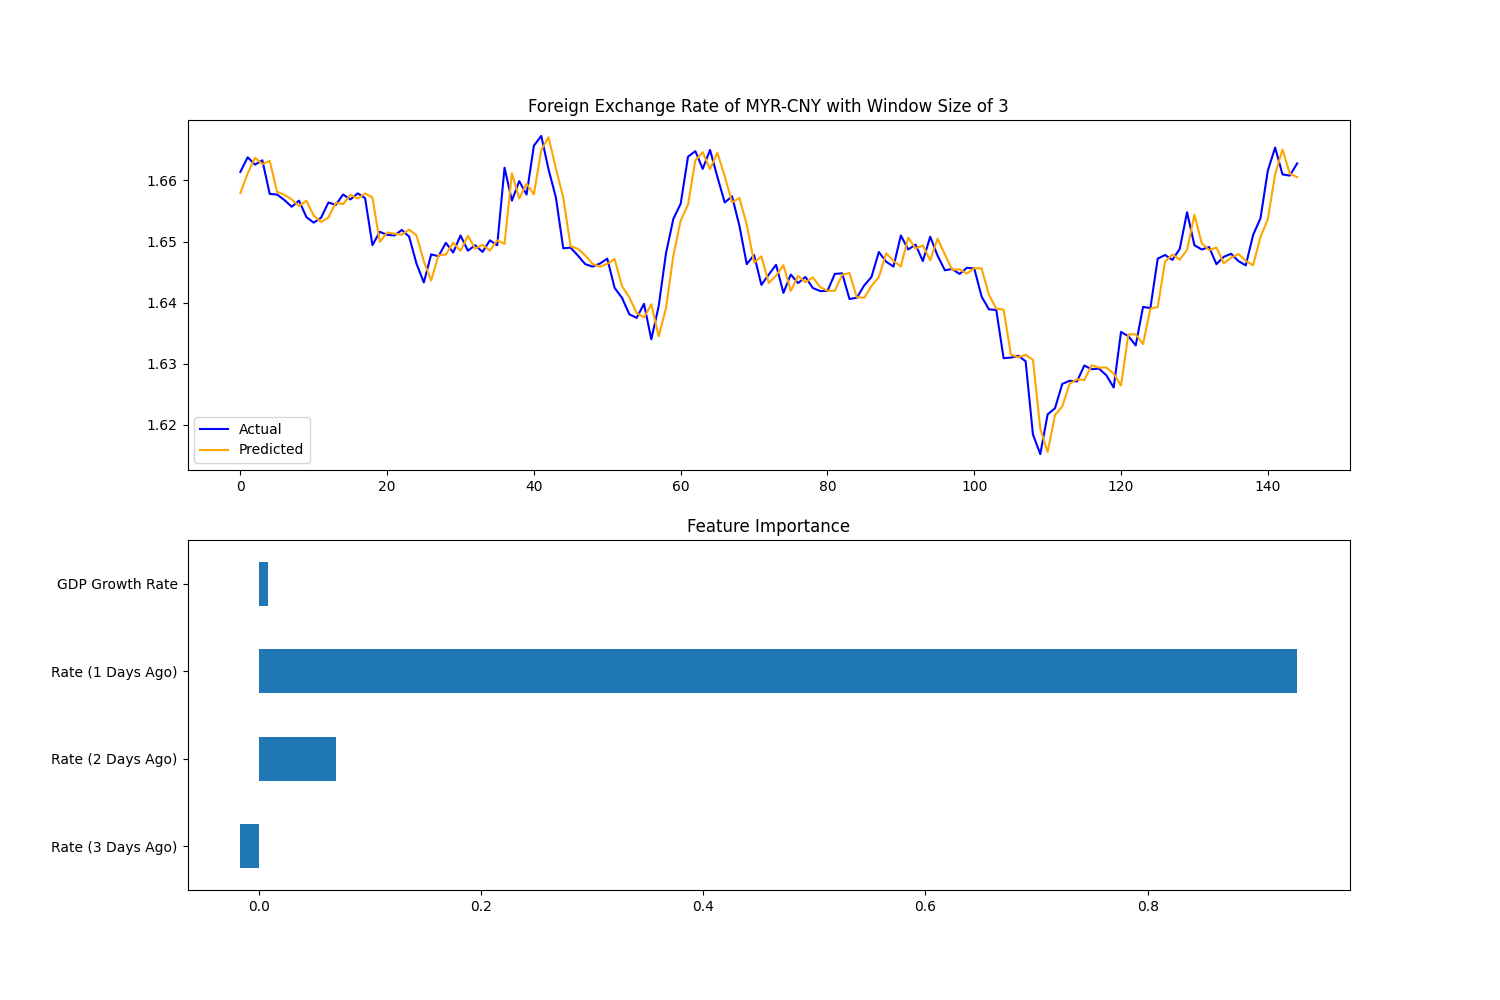 Foreign Exchange Rate of MYR-CNY with Window Size of 3
1.66
1.65
1.64
1.63
1.62
Actual
Predicted
0 20 40 60 80 100 120 140
Feature Importance
GDP Growth Rate
Rate (1 Days Ago)
Rate (2 Days Ago)
Rate (3 Days Ago)
0.0 0.2 0.4 0.6 0.8